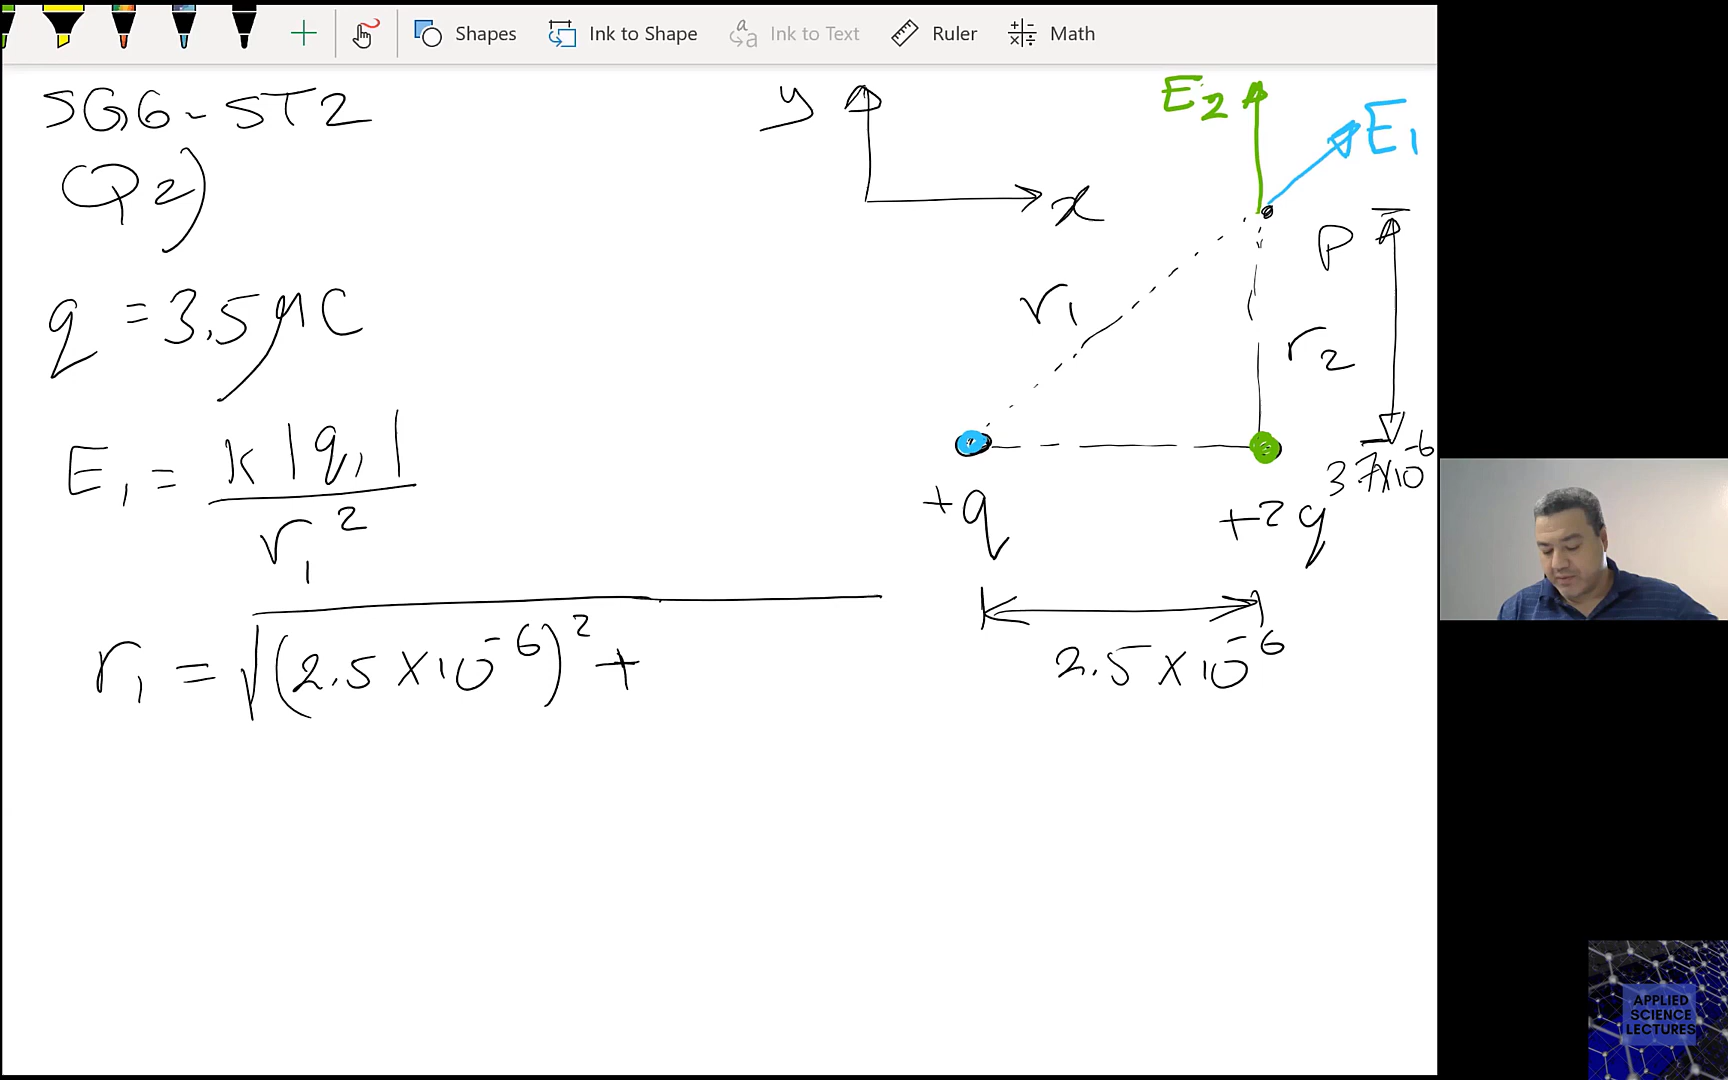 Shapes Ink to Shape Ink to Text Ruler Math
SG6-ST2
Q2)
q = 3.5 μC
E₁ = k |q₁| / r₁²
r₁ = √((2.5 × 10⁻⁶)² +
y
x
E2
E1
P
r₁
r2
37×10⁻⁶
+q
+2q
2.5 × 10⁻⁶
APPLIED
SCIENCE
LECTURES